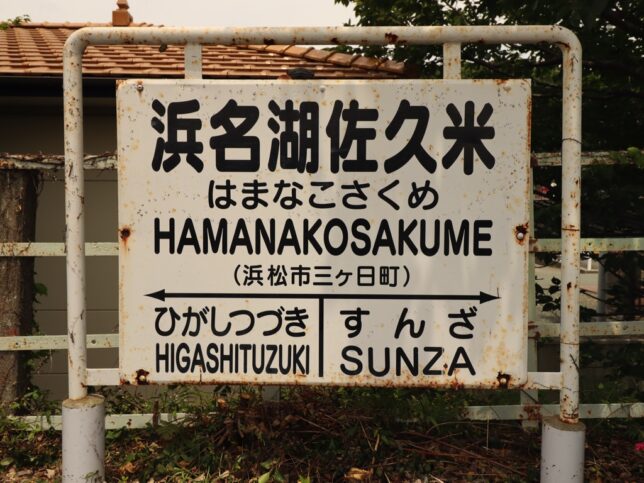 浜名湖佐久米
はまなこさくめ
HAMANAKOSAKUME
(浜松市三ヶ日町)
ひがしつづき すんざ
HIGASHITUZUKI SUNZA